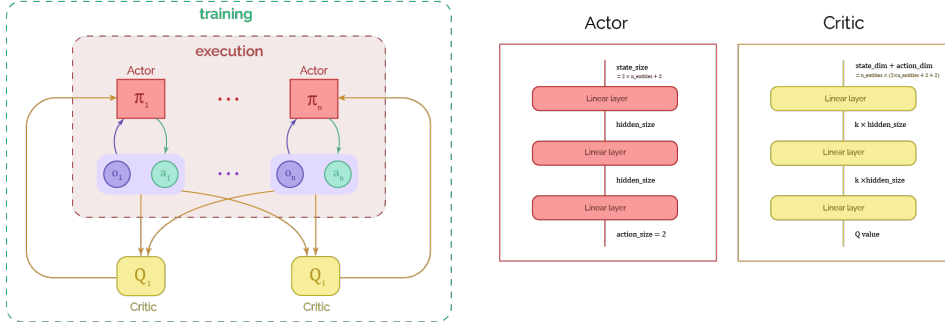 training
execution
Actor
Actor
π1
...
πn
o1
a1
...
on
an
Q1
Q1
Critic
Critic
Actor
state_size
= 2 × n_entities + 2
Linear layer
hidden_size
Linear layer
hidden_size
Linear layer
action_size = 2
Critic
state_dim + action_dim
= n_entities × (2×n_entities + 2 + 2)
Linear layer
k × hidden_size
Linear layer
k ×hidden_size
Linear layer
Q value